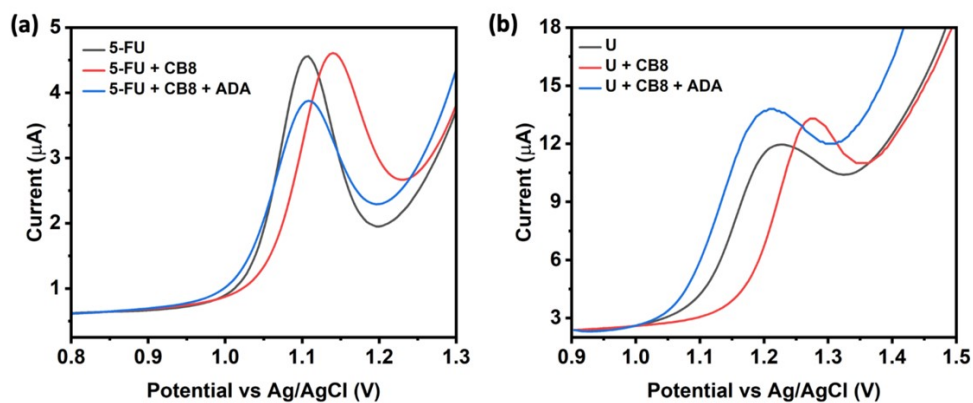 (a)
5-FU
5-FU + CB8
5-FU + CB8 + ADA
Current (μA)
5
4
3
2
1
0.8 0.9 1.0 1.1 1.2 1.3
Potential vs Ag/AgCl (V)
(b)
U
U + CB8
U + CB8 + ADA
Current (μA)
18
15
12
9
6
3
0.9 1.0 1.1 1.2 1.3 1.4 1.5
Potential vs Ag/AgCl (V)